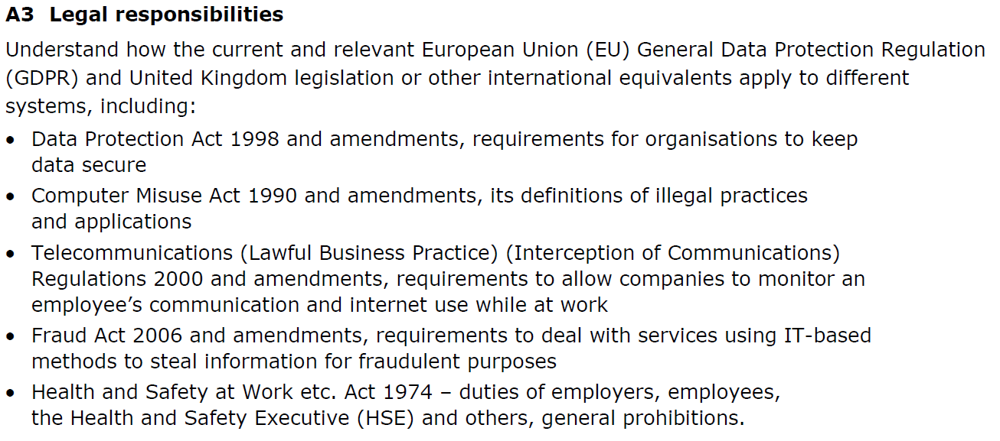 A3 Legal responsibilities
Understand how the current and relevant European Union (EU) General Data Protection Regulation
(GDPR) and United Kingdom legislation or other international equivalents apply to different
systems, including:
• Data Protection Act 1998 and amendments, requirements for organisations to keep
data secure
• Computer Misuse Act 1990 and amendments, its definitions of illegal practices
and applications
• Telecommunications (Lawful Business Practice) (Interception of Communications)
Regulations 2000 and amendments, requirements to allow companies to monitor an
employee’s communication and internet use while at work
• Fraud Act 2006 and amendments, requirements to deal with services using IT-based
methods to steal information for fraudulent purposes
• Health and Safety at Work etc. Act 1974 – duties of employers, employees,
the Health and Safety Executive (HSE) and others, general prohibitions.